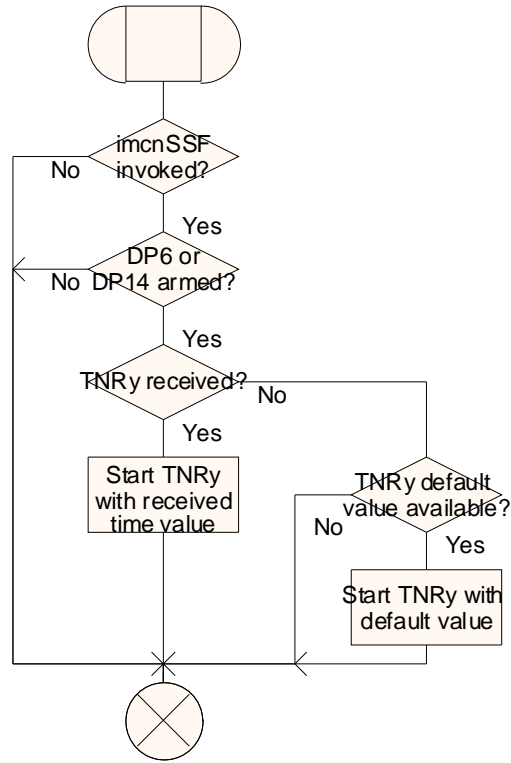 imcnSSF
invoked?
No
Yes
DP6 or
DP14 armed?
No
Yes
TNRy received?
No
Yes
Start TNRy
with received
time value
TNRy default
value available?
No
Yes
Start TNRy with
default value